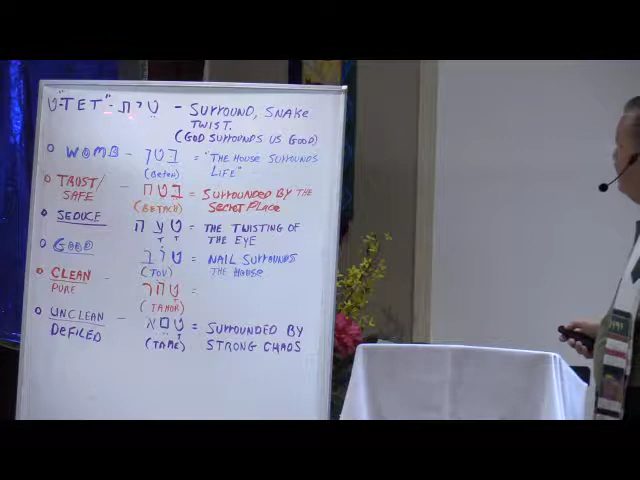 ט "TET" - טית - SURROUND, SNAKE
TWIST.
(GOD SURROUNDS US GOOD)
WOMB - בטן = "THE HOUSE SURROUNDS
(BETEN) LIFE"
TRUST/ - בטח = SURROUNDED BY THE
SAFE (BETACH) SECRET PLACE
SEDUCE טעה = THE TWISTING OF
THE EYE
GOOD טוב = NAIL SURROUNDS
(TOV) THE HOUSE
CLEAN - טהר =
PURE (TAHOR)
UNCLEAN - טמא = SURROUNDED BY
DEFILED (TAME) STRONG CHAOS